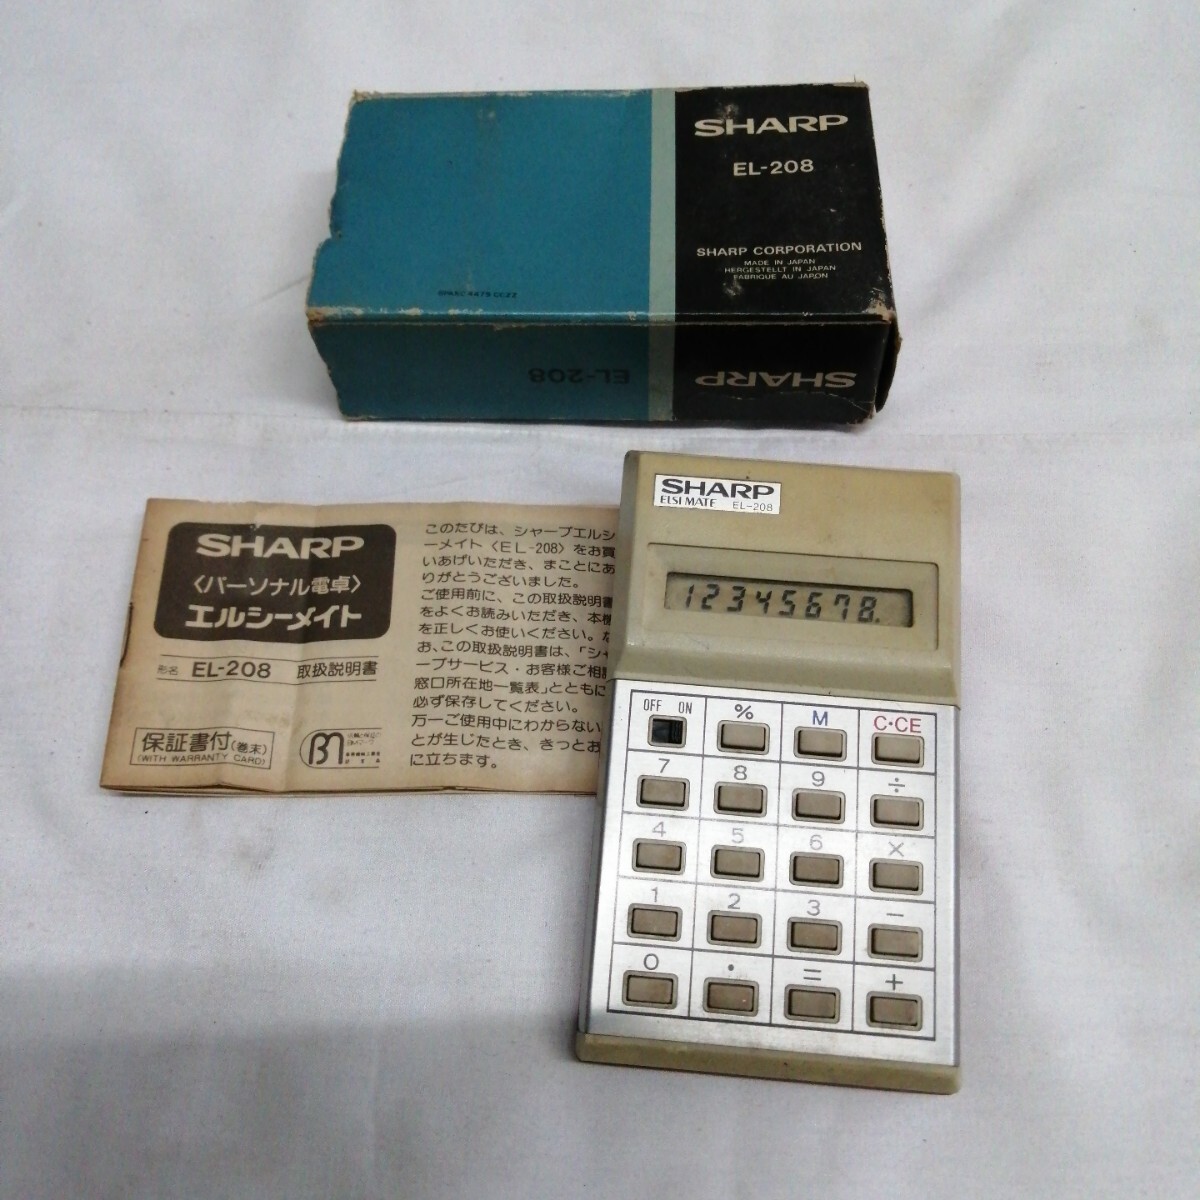 SHARP
EL-208
SHARP CORPORATION
MADE IN JAPAN
HERGESTELLT IN JAPAN
FABRIQUE AU JAPON
EL-208
SHARP
SHARP
〈パーソナル電卓〉
エルシーメイト
形名 EL-208 取扱説明書
保証書付(巻末)
(WITH WARRANTY CARD)
このたびは、シャープエルシ
ーメイト〈EL-208〉をお買
いあげいただき、まことにあ
りがとうございました。
ご使用前に、この取扱説明書
をよくお読みいただき、本機
を正しくお使いください。な
お、この取扱説明書は、「シャ
ープサービス・お客様ご相談
窓口所在地一覧表」とともに
必ず保存してください。
万一ご使用中にわからない
とが生じたとき、きっとお
に立ちます。
SHARP
ELSI MATE EL-208
12345678.
OFF ON % M C·CE
7 8 9 ÷
4 5 6 ×
1 2 3 −
0 · = +